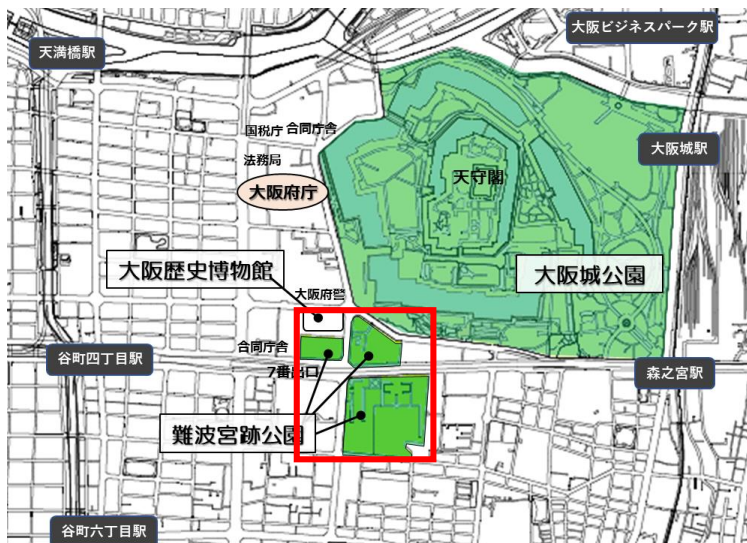 大阪ビジネスパーク駅
天満橋駅
国税庁 合同庁舎
大阪城駅
法務局
天守閣
大阪府庁
大阪歴史博物館
大阪城公園
大阪府警
合同庁舎
谷町四丁目駅
7番出口
森之宮駅
難波宮跡公園
谷町六丁目駅